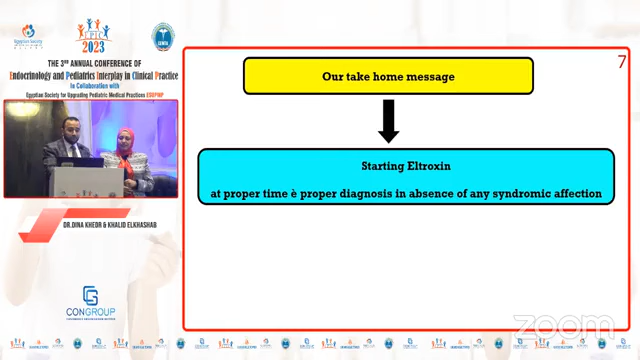 Egyptian Society
EPIC
2023
THE 3RD ANNUAL CONFERENCE OF
Endocrinology and Pediatrics Interplay in Clinical Practice
In Collaboration with
Egyptian Society for Upgrading Pediatric Medical Practices ESUPMP
DR.DINA KHEDR & KHALID ELKHASHAB
CONGROUP
7
Our take home message
Starting Eltroxin
at proper time è proper diagnosis in absence of any syndromic affection
zoom